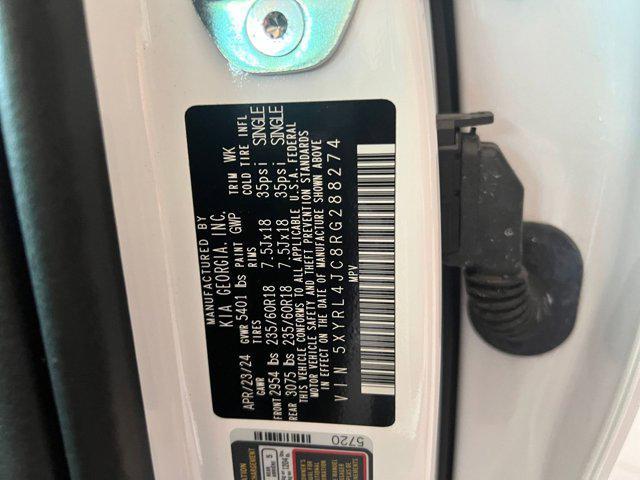 MANUFACTURED BY
KIA GEORGIA, INC.
APR/23/24 GVWR 5401 lbs PAINT GWP TRIM WK
GAWR TIRES RIMS COLD TIRE INFL
FRONT 2954 lbs 235/60R18 7.5Jx18 35psi SINGLE
REAR 3075 lbs 235/60R18 7.5Jx18 35psi SINGLE
THIS VEHICLE CONFORMS TO ALL APPLICABLE U.S.A. FEDERAL
MOTOR VEHICLE SAFETY AND THEFT PREVENTION STANDARDS
IN EFFECT ON THE DATE OF MANUFACTURE SHOWN ABOVE
VIN 5XYRL4JC8RG288274
MPV
5720